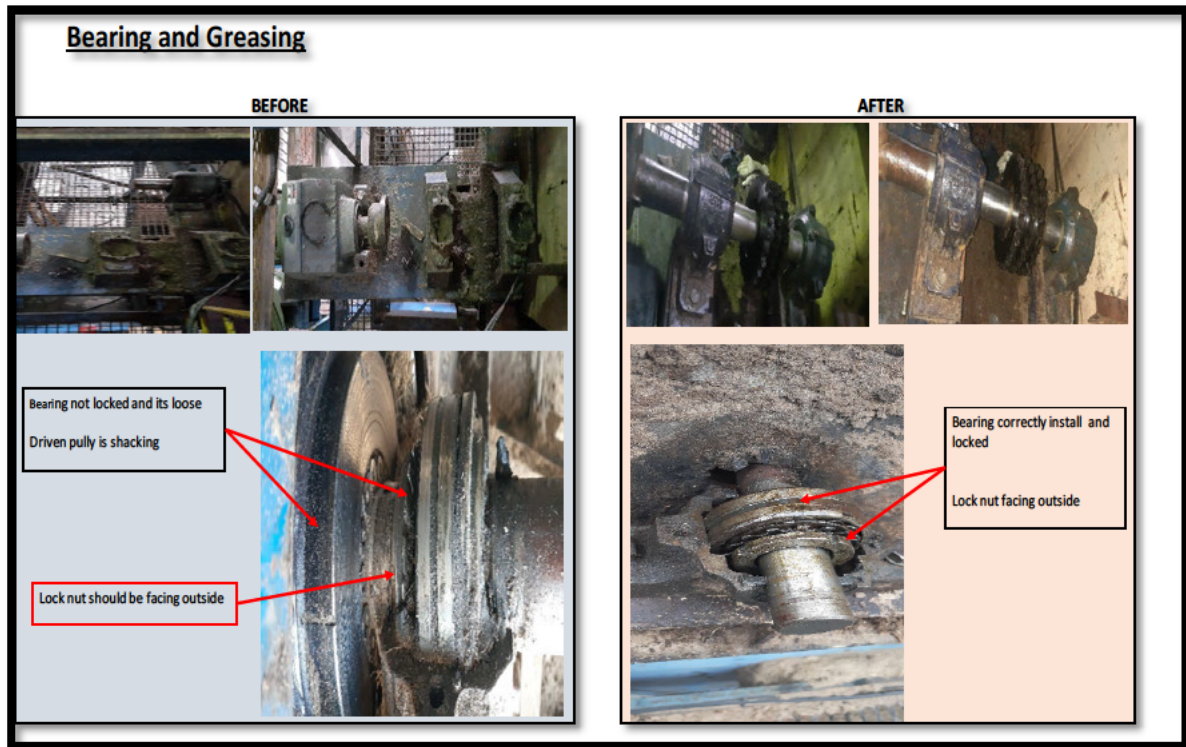 Bearing and Greasing
BEFORE
AFTER
Bearing not locked and its loose
Driven pully is shacking
Lock nut should be facing outside
Bearing correctly install and
locked
Lock nut facing outside